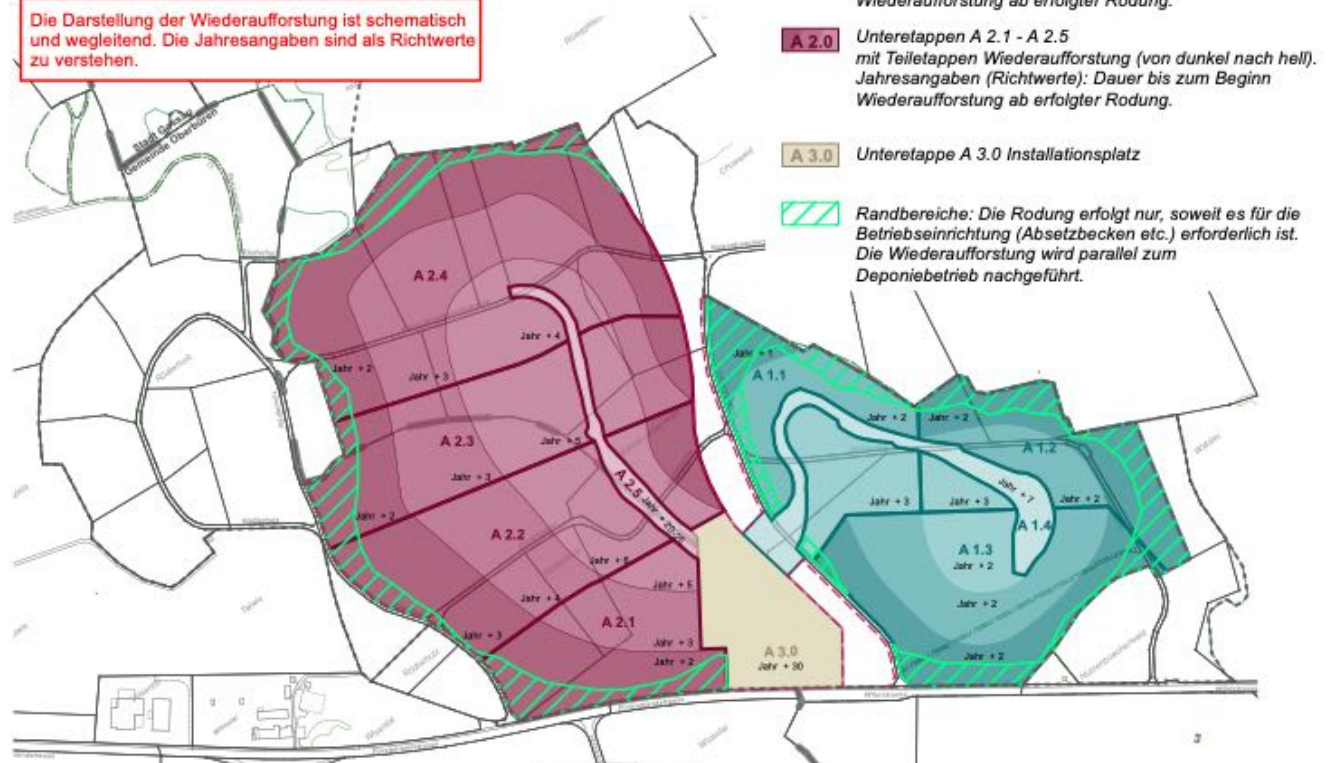 Die Darstellung der Wiederaufforstung ist schematisch
und wegleitend. Die Jahresangaben sind als Richtwerte
zu verstehen.
Wiederaufforstung ab erfolgter Rodung.
A 2.0
Unteretappen A 2.1 - A 2.5
mit Teiletappen Wiederaufforstung (von dunkel nach hell).
Jahresangaben (Richtwerte): Dauer bis zum Beginn
Wiederaufforstung ab erfolgter Rodung.
A 3.0
Unteretappe A 3.0 Installationsplatz
Randbereiche: Die Rodung erfolgt nur, soweit es für die
Betriebseinrichtung (Absetzbecken etc.) erforderlich ist.
Die Wiederaufforstung wird parallel zum
Deponiebetrieb nachgeführt.
Stadt Gossau
Gemeinde Oberbüren
A 2.4
Jahr + 4
Jahr + 2
Jahr + 3
A 2.3
Jahr + 5
Jahr + 3
Jahr + 2
A 2.5
A 2.2
Jahr + 6
Jahr + 5
Jahr + 4
A 2.1
Jahr + 3
Jahr + 3
Jahr + 2
A 3.0
Jahr + 30
Jahr + 1
A 1.1
Jahr + 2
Jahr + 2
A 1.2
Jahr + 7
Jahr + 3
Jahr + 3
Jahr + 2
A 1.4
A 1.3
Jahr + 2
Jahr + 2
Jahr + 2
3